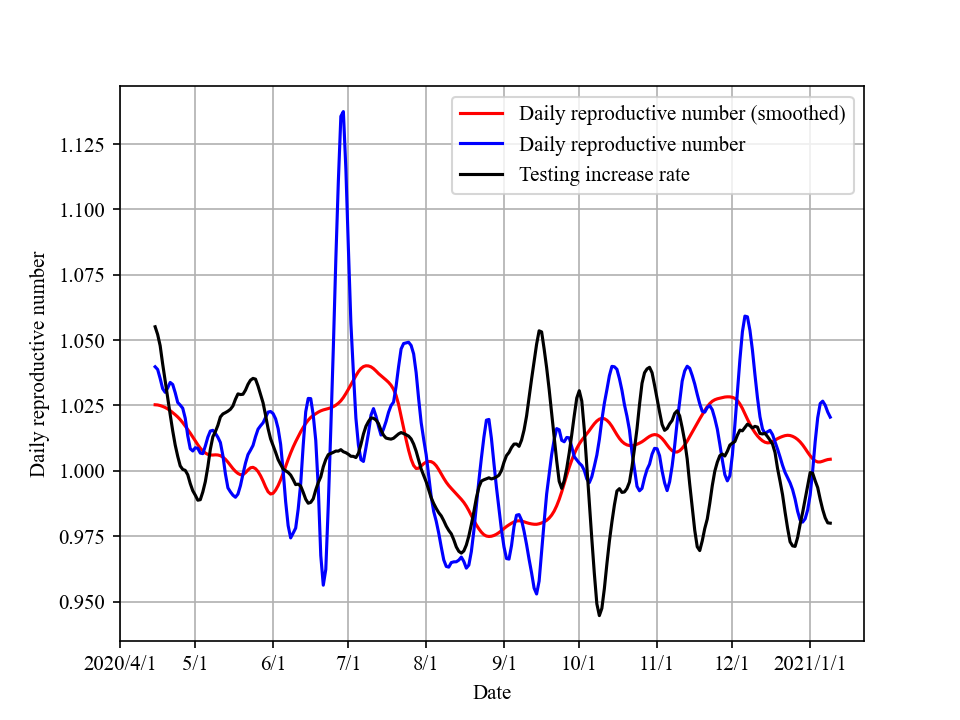 Daily reproductive number (smoothed)
Daily reproductive number
Testing increase rate
Daily reproductive number
1.125
1.100
1.075
1.050
1.025
1.000
0.975
0.950
2020/4/1 5/1 6/1 7/1 8/1 9/1 10/1 11/1 12/1 2021/1/1
Date